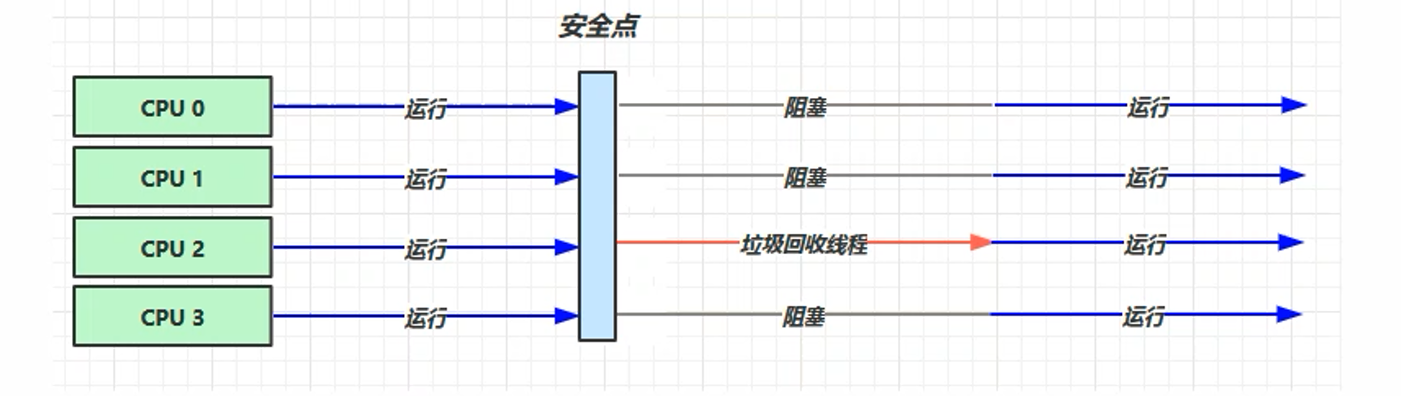 安全点
CPU 0 运行 阻塞 运行
CPU 1 运行 阻塞 运行
CPU 2 运行 垃圾回收线程 运行
CPU 3 运行 阻塞 运行